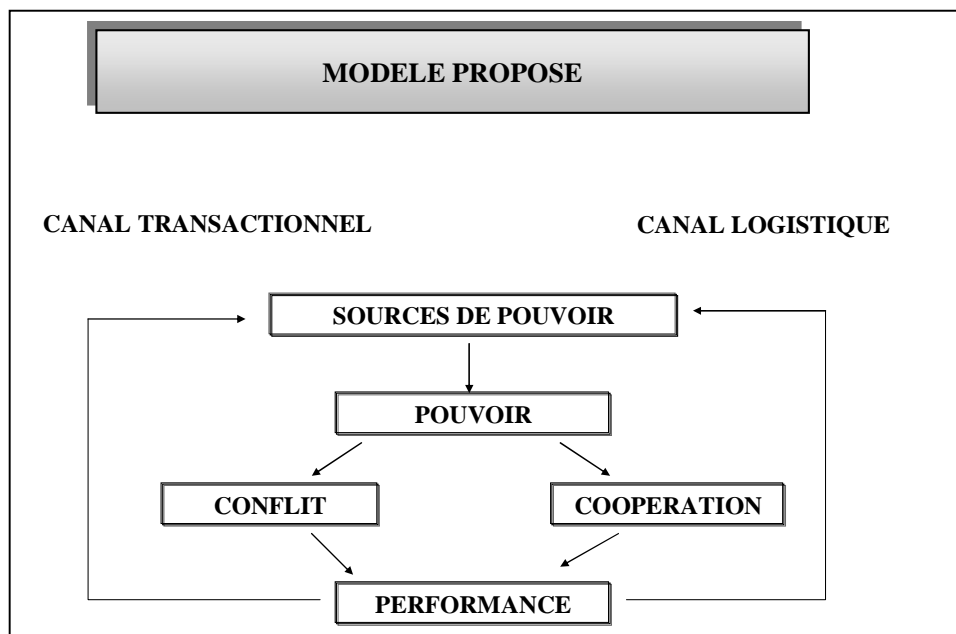 MODELE PROPOSE
CANAL TRANSACTIONNEL
CANAL LOGISTIQUE
SOURCES DE POUVOIR
POUVOIR
CONFLIT
COOPERATION
PERFORMANCE